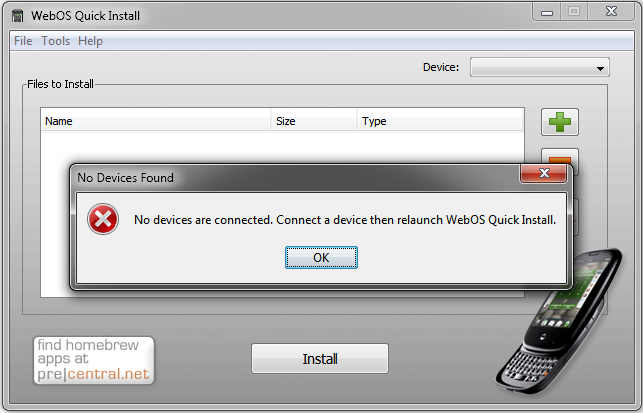 WebOS Quick Install
File Tools Help
Device:
Files to Install
Name Size Type
No Devices Found
No devices are connected. Connect a device then relaunch WebOS Quick Install.
OK
find homebrew
apps at
pre|central.net
Install